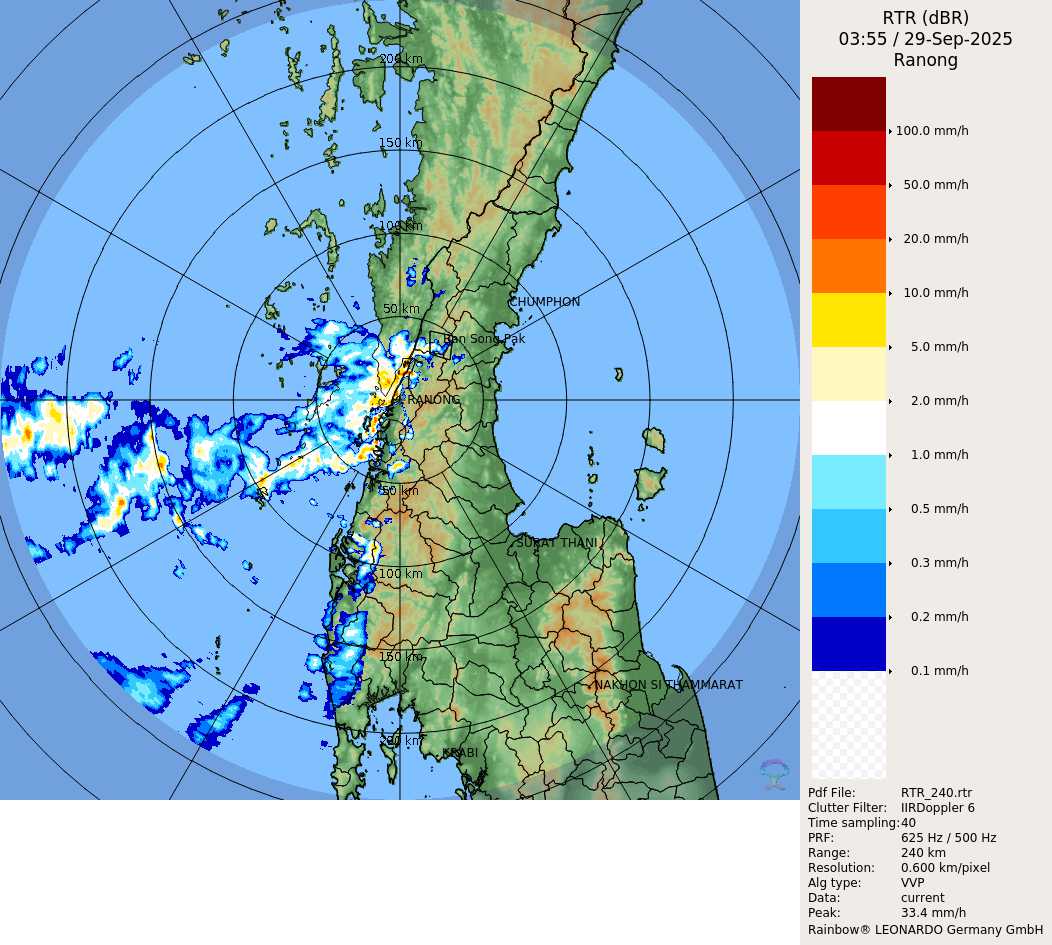 RTR (dBR)
03:55 / 29-Sep-2025
Ranong
200 km
150 km
100 km
50 km
CHUMPHON
Ban Song Pak
RANONG
50 km
SURAT THANI
100 km
150 km
NAKHON SI THAMMARAT
200 km
KRABI
100.0 mm/h
50.0 mm/h
20.0 mm/h
10.0 mm/h
5.0 mm/h
2.0 mm/h
1.0 mm/h
0.5 mm/h
0.3 mm/h
0.2 mm/h
0.1 mm/h
Pdf File: RTR_240.rtr
Clutter Filter: IIRDoppler 6
Time sampling: 40
PRF: 625 Hz / 500 Hz
Range: 240 km
Resolution: 0.600 km/pixel
Alg type: VVP
Data: current
Peak: 33.4 mm/h
Rainbow® LEONARDO Germany GmbH